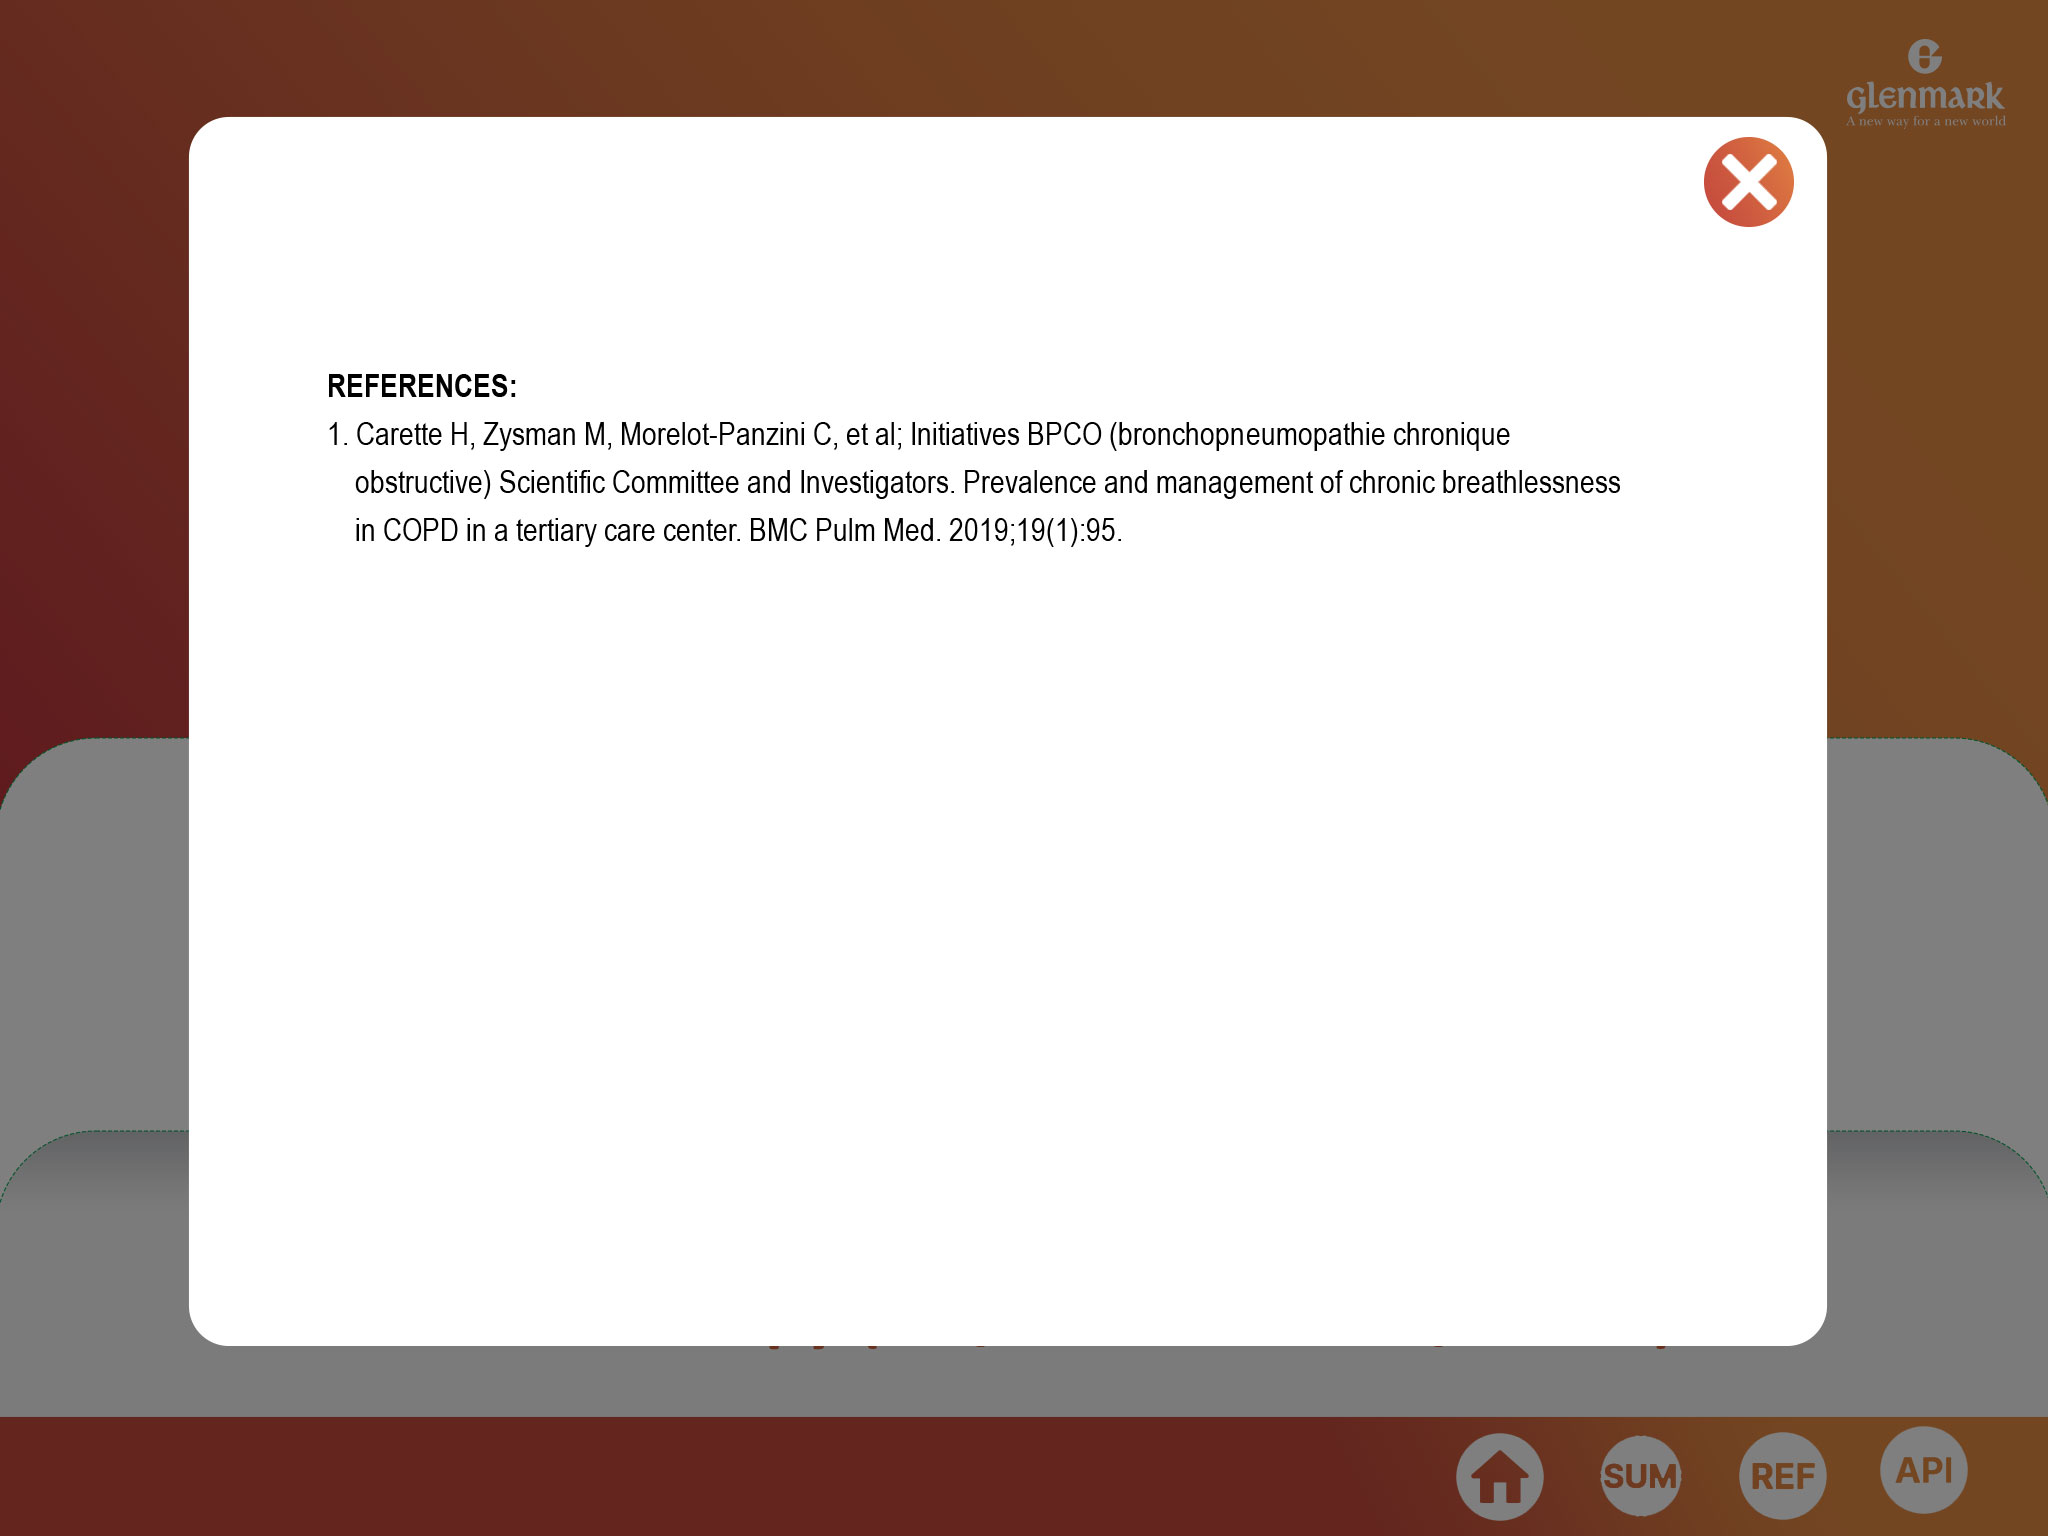 glenmark
A new way for a new world
REFERENCES:
1. Carette H, Zysman M, Morelot-Panzini C, et al; Initiatives BPCO (bronchopneumopathie chronique
obstructive) Scientific Committee and Investigators. Prevalence and management of chronic breathlessness
in COPD in a tertiary care center. BMC Pulm Med. 2019;19(1):95.
SUM
REF
API